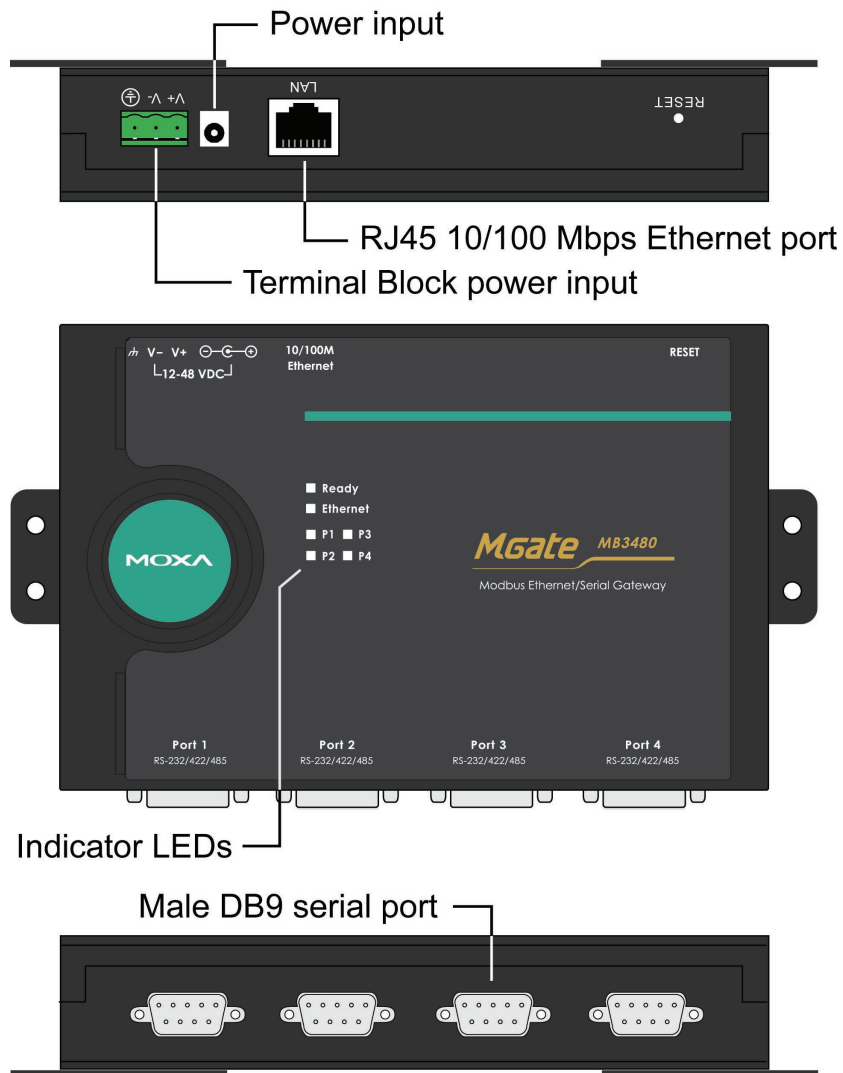 Power input
V- V+
LAN
RESET
RJ45 10/100 Mbps Ethernet port
Terminal Block power input
V- V+
12-48 VDC
10/100M
Ethernet
RESET
Ready
Ethernet
P1 P3
P2 P4
MOXA
MGate MB3480
Modbus Ethernet/Serial Gateway
Port 1
RS-232/422/485
Port 2
RS-232/422/485
Port 3
RS-232/422/485
Port 4
RS-232/422/485
Indicator LEDs
Male DB9 serial port